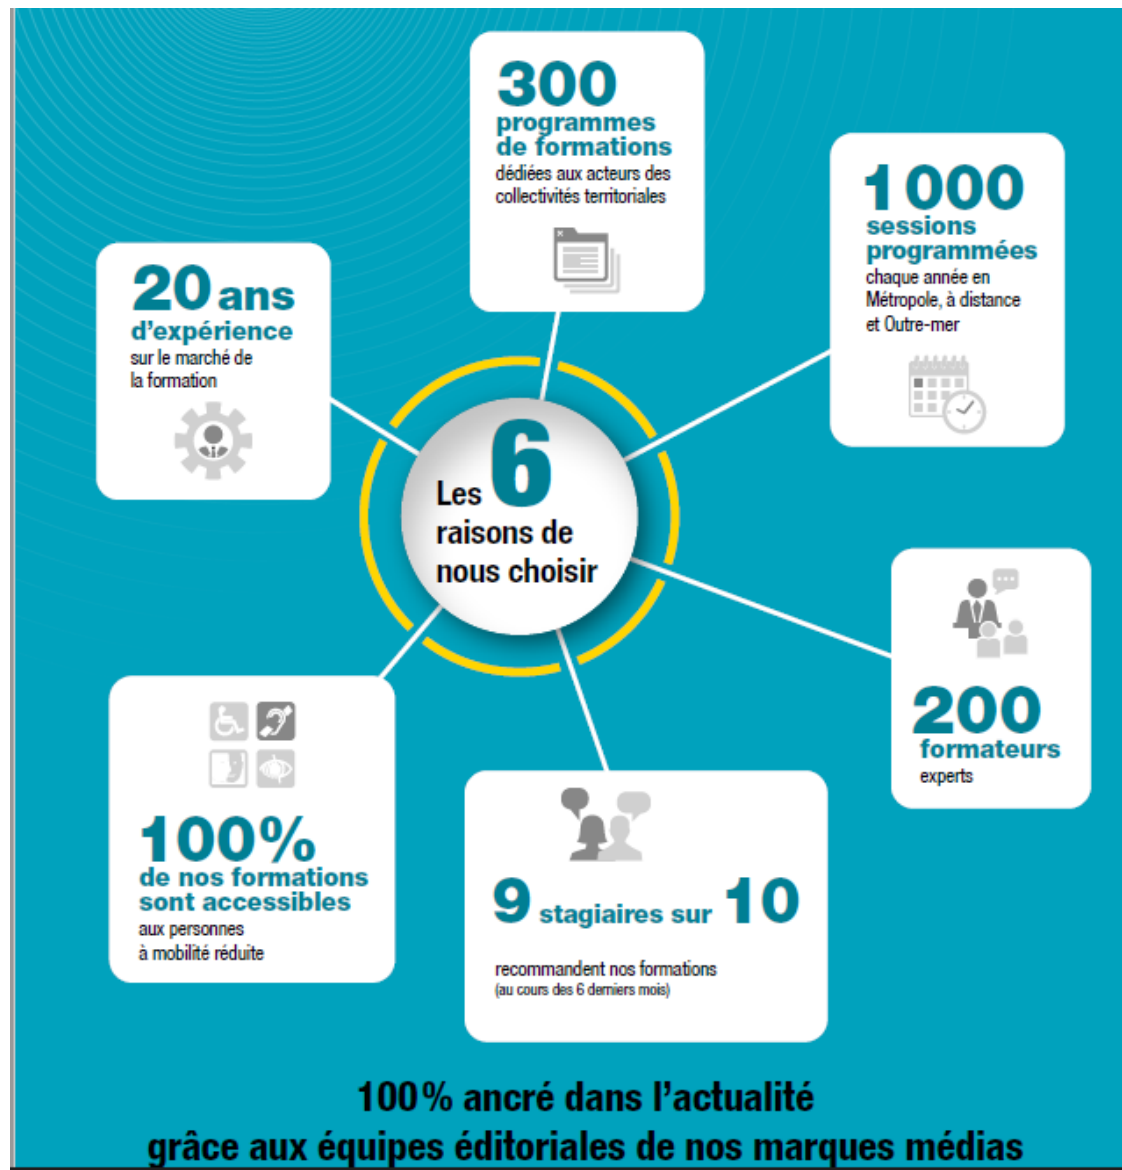 300
programmes
de formations
dédiées aux acteurs des
collectivités territoriales
1000
sessions
programmées
chaque année en
Métropole, à distance
et Outre-mer
20 ans
d'expérience
sur le marché de
la formation
Les 6
raisons de
nous choisir
200
formateurs
experts
100%
de nos formations
sont accessibles
aux personnes
à mobilité réduite
9 stagiaires sur 10
recommandent nos formations
(au cours des 6 derniers mois)
100% ancré dans l'actualité
grâce aux équipes éditoriales de nos marques médias